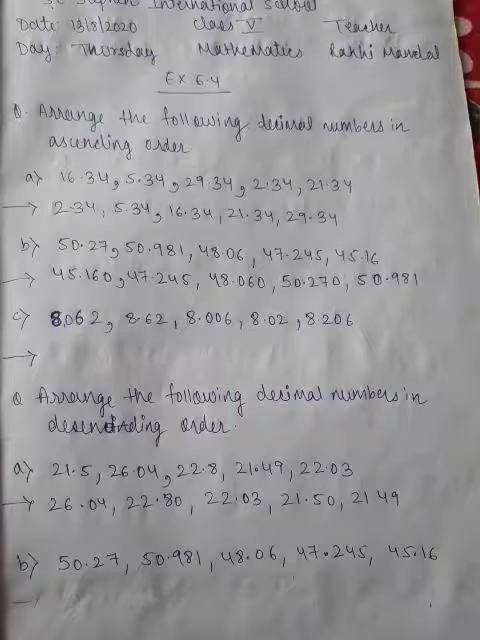 International School
Date: 13/8/2020 Class V Teacher
Day: Thursday Mathematics Rakhi Mandal
Ex 6.4
Q. Arrange the following decimal numbers in
ascending order
a) 16.34, 5.34, 29.34, 2.34, 21.34
→ 2.34, 5.34, 16.34, 21.34, 29.34
b) 50.27, 50.981, 48.06, 47.245, 45.16
→ 45.160, 47.245, 48.060, 50.270, 50.981
c) 8.062, 8.62, 8.006, 8.02, 8.206
→
Q Arrange the following decimal numbers in
order.
a) 21.5, 26.04, 22.8, 21.49, 22.03
→ 26.04, 22.80, 22.03, 21.50, 21 49
b) 50.27, 50.981, 48.06, 47.245, 45.16
→